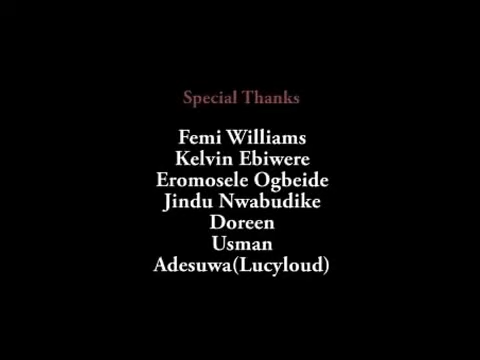 Special Thanks
Femi Williams
Kelvin Ebiwere
Eromosele Ogbeide
Jindu Nwabudike
Doreen
Usman
Adesuwa(Lucyloud)